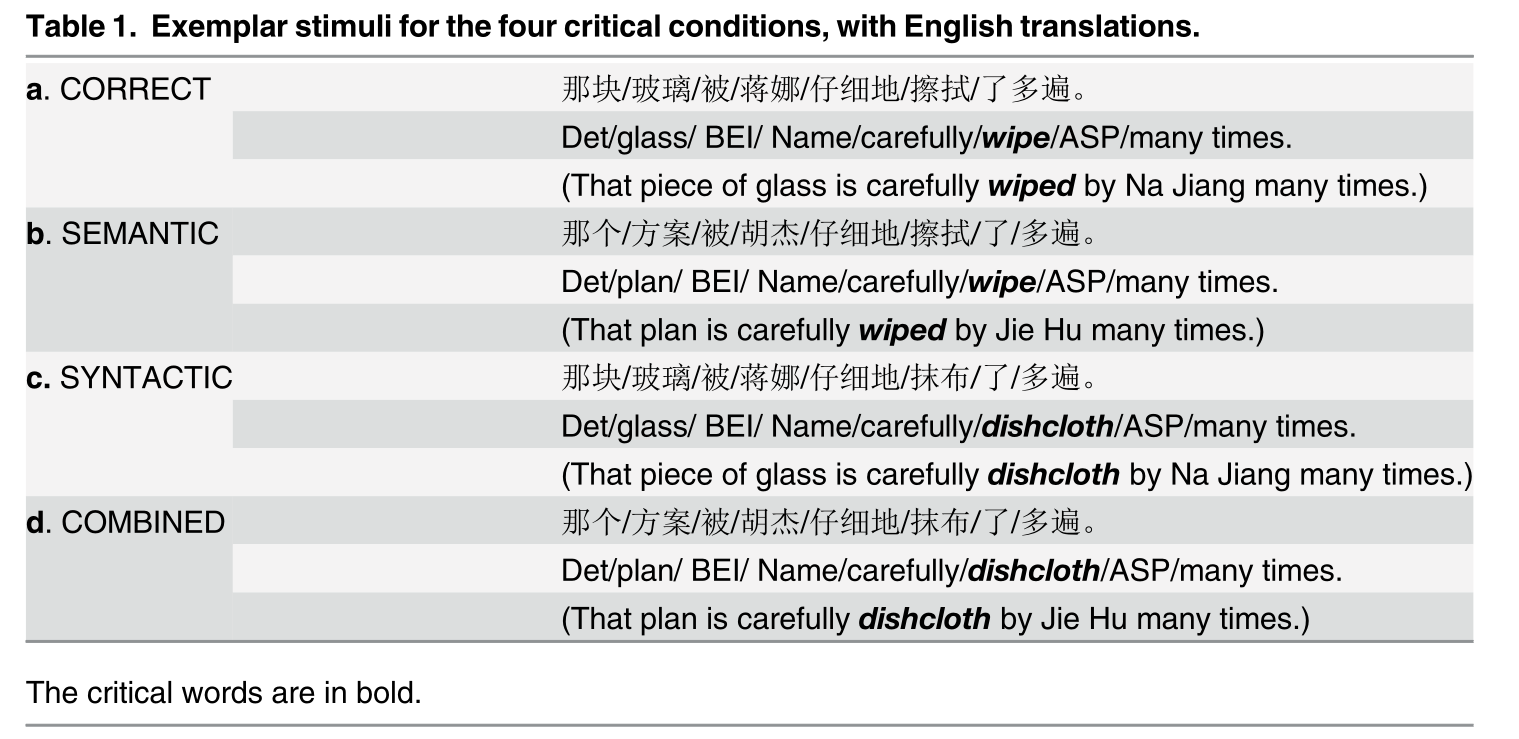 Table 1. Exemplar stimuli for the four critical conditions, with English translations.
a. CORRECT 那块/玻璃/被/蒋娜/仔细地/擦拭/了多遍。
Det/glass/ BEI/ Name/carefully/wipe/ASP/many times.
(That piece of glass is carefully wiped by Na Jiang many times.)
b. SEMANTIC 那个/方案/被/胡杰/仔细地/擦拭/了/多遍。
Det/plan/ BEI/ Name/carefully/wipe/ASP/many times.
(That plan is carefully wiped by Jie Hu many times.)
c. SYNTACTIC 那块/玻璃/被/蒋娜/仔细地/抹布/了/多遍。
Det/glass/ BEI/ Name/carefully/dishcloth/ASP/many times.
(That piece of glass is carefully dishcloth by Na Jiang many times.)
d. COMBINED 那个/方案/被/胡杰/仔细地/抹布/了/多遍。
Det/plan/ BEI/ Name/carefully/dishcloth/ASP/many times.
(That plan is carefully dishcloth by Jie Hu many times.)
The critical words are in bold.